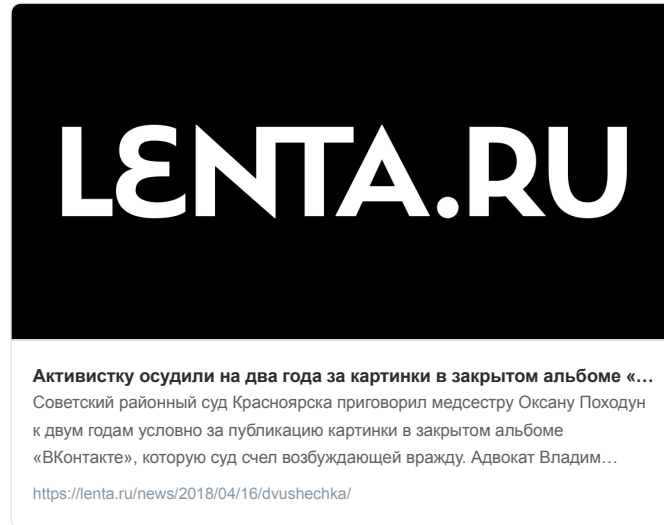 LENTA.RU
Активистку осудили на два года за картинки в закрытом альбоме «…
Советский районный суд Красноярска приговорил медсестру Оксану Походун
к двум годам условно за публикацию картинки в закрытом альбоме
«ВКонтакте», которую суд счел возбуждающей вражду. Адвокат Владим…
https://lenta.ru/news/2018/04/16/dvushechka/